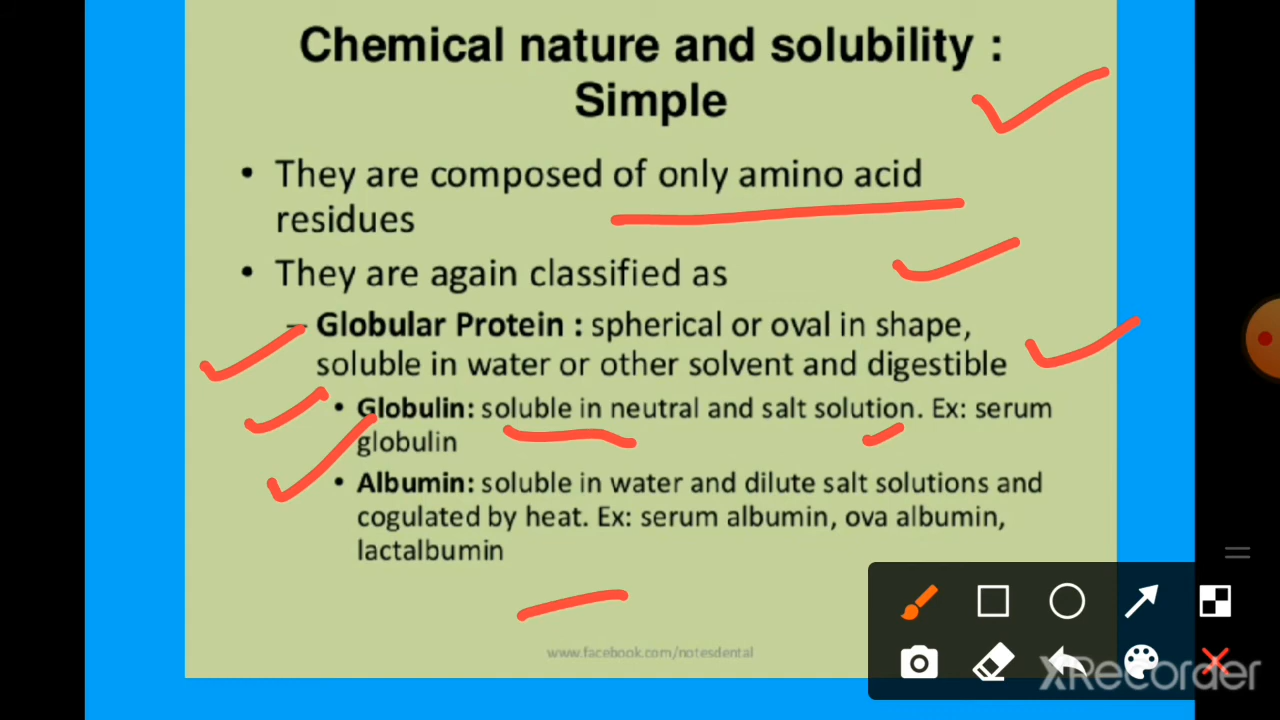 Chemical nature and solubility :
Simple
• They are composed of only amino acid
residues
• They are again classified as
– Globular Protein : spherical or oval in shape,
soluble in water or other solvent and digestible
• Globulin: soluble in neutral and salt solution. Ex: serum
globulin
• Albumin: soluble in water and dilute salt solutions and
cogulated by heat. Ex: serum albumin, ova albumin,
lactalbumin
www.facebook.com/notesdental
XRecorder